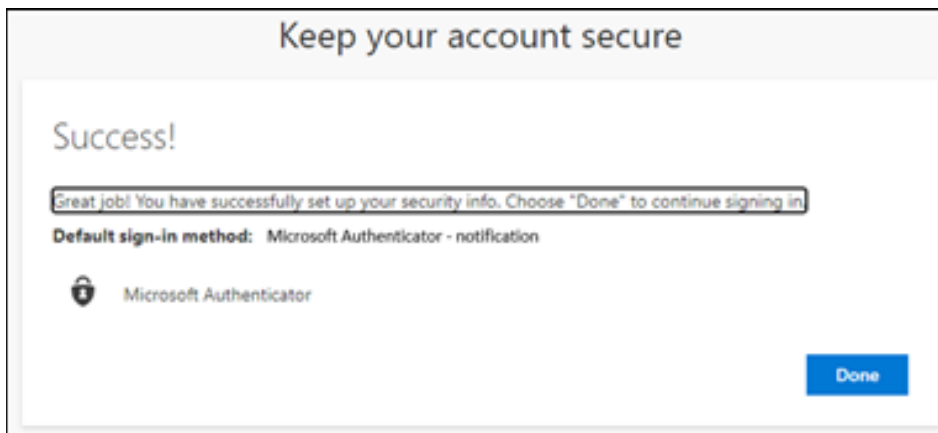 Keep your account secure
Success!
Great job! You have successfully set up your security info. Choose "Done" to continue signing in.
Default sign-in method: Microsoft Authenticator - notification
Microsoft Authenticator
Done